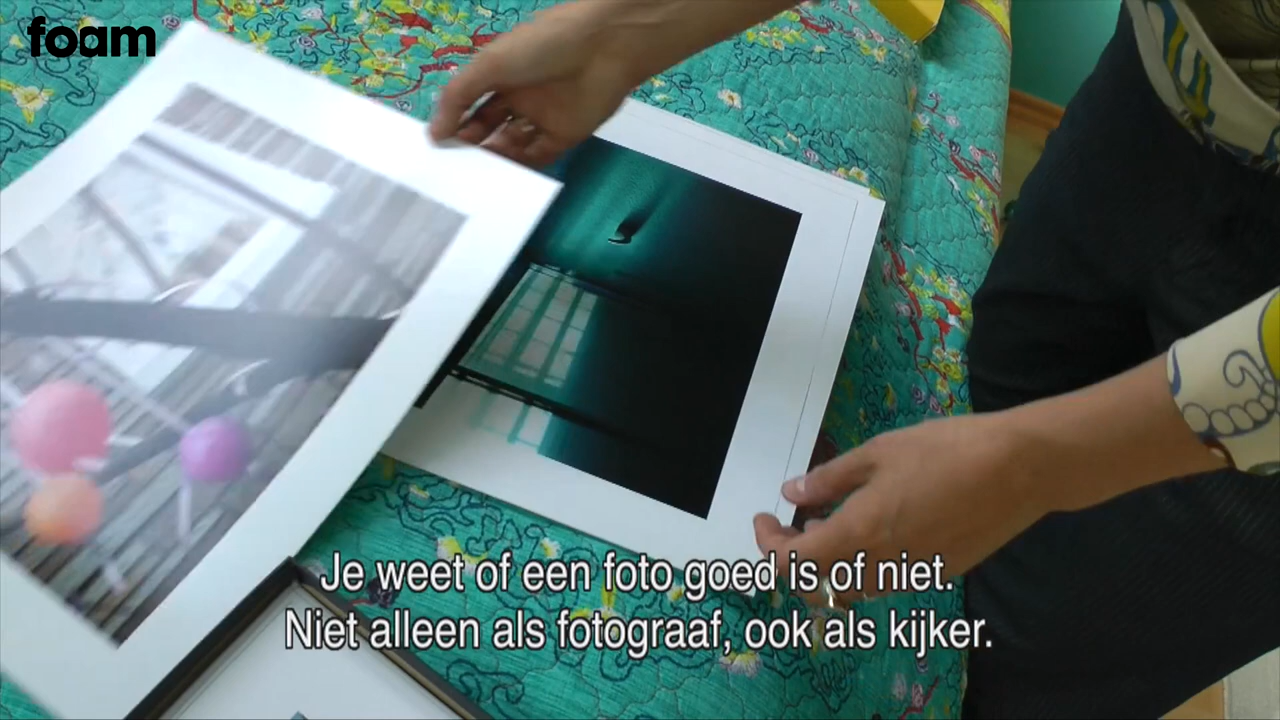 foam
Je weet of een foto goed is of niet.
Niet alleen als fotograaf, ook als kijker.